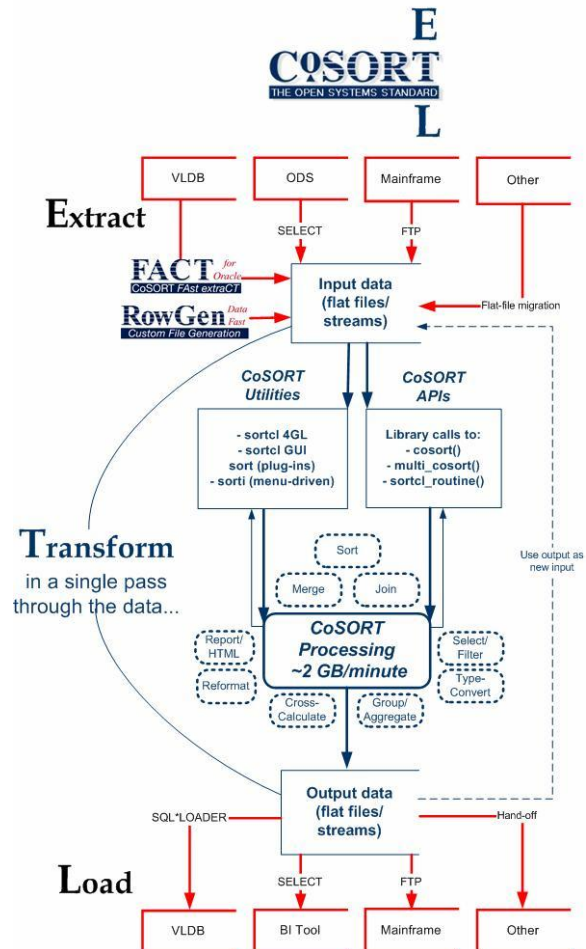 E
CoSORT
THE OPEN SYSTEMS STANDARD
L
VLDB
ODS
Mainframe
Other
Extract
SELECT
FTP
FACT for Oracle
CoSORT FAst extraCT
RowGen Data Fast
Custom File Generation
Input data
(flat files/
streams)
Flat-file migration
CoSORT
Utilities
CoSORT
APIs
- sortcl 4GL
- sortcl GUI
sort (plug-ins)
- sorti (menu-driven)
Library calls to:
- cosort()
- multi_cosort()
- sortcl_routine()
Transform
in a single pass
through the data...
Use output as
new input
Sort
Merge
Join
CoSORT
Processing
~2 GB/minute
Report/
HTML
Reformat
Select/
Filter
Type-
Convert
Cross-
Calculate
Group/
Aggregate
Output data
(flat files/
streams)
SQL*LOADER
Hand-off
SELECT
FTP
Load
VLDB
BI Tool
Mainframe
Other